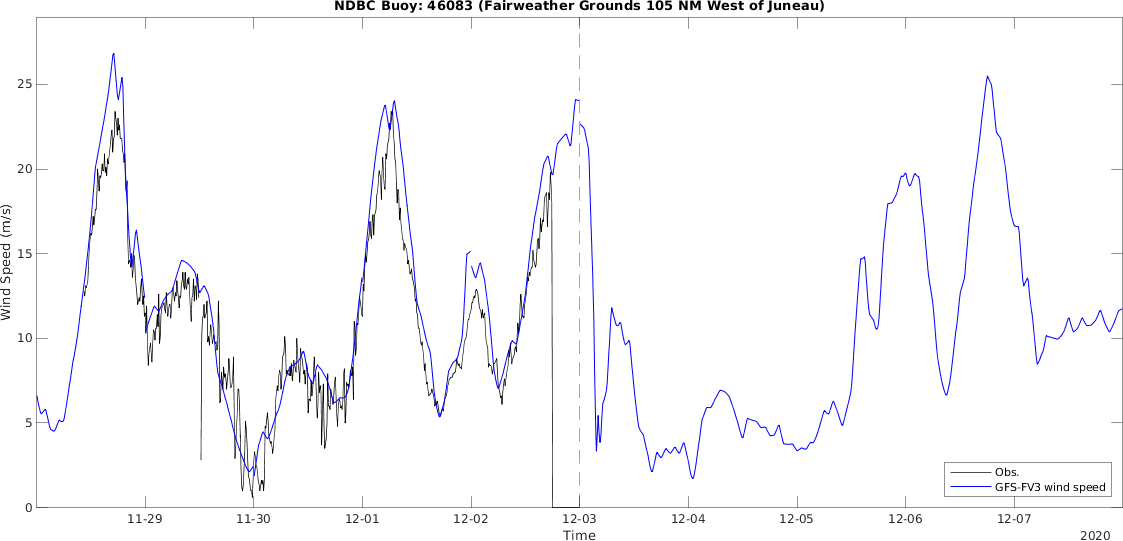 NDBC Buoy: 46083 (Fairweather Grounds 105 NM West of Juneau)
25
20
15
10
5
0
Wind Speed (m/s)
11-29 11-30 12-01 12-02 12-03 12-04 12-05 12-06 12-07
Time
2020
Obs.
GFS-FV3 wind speed